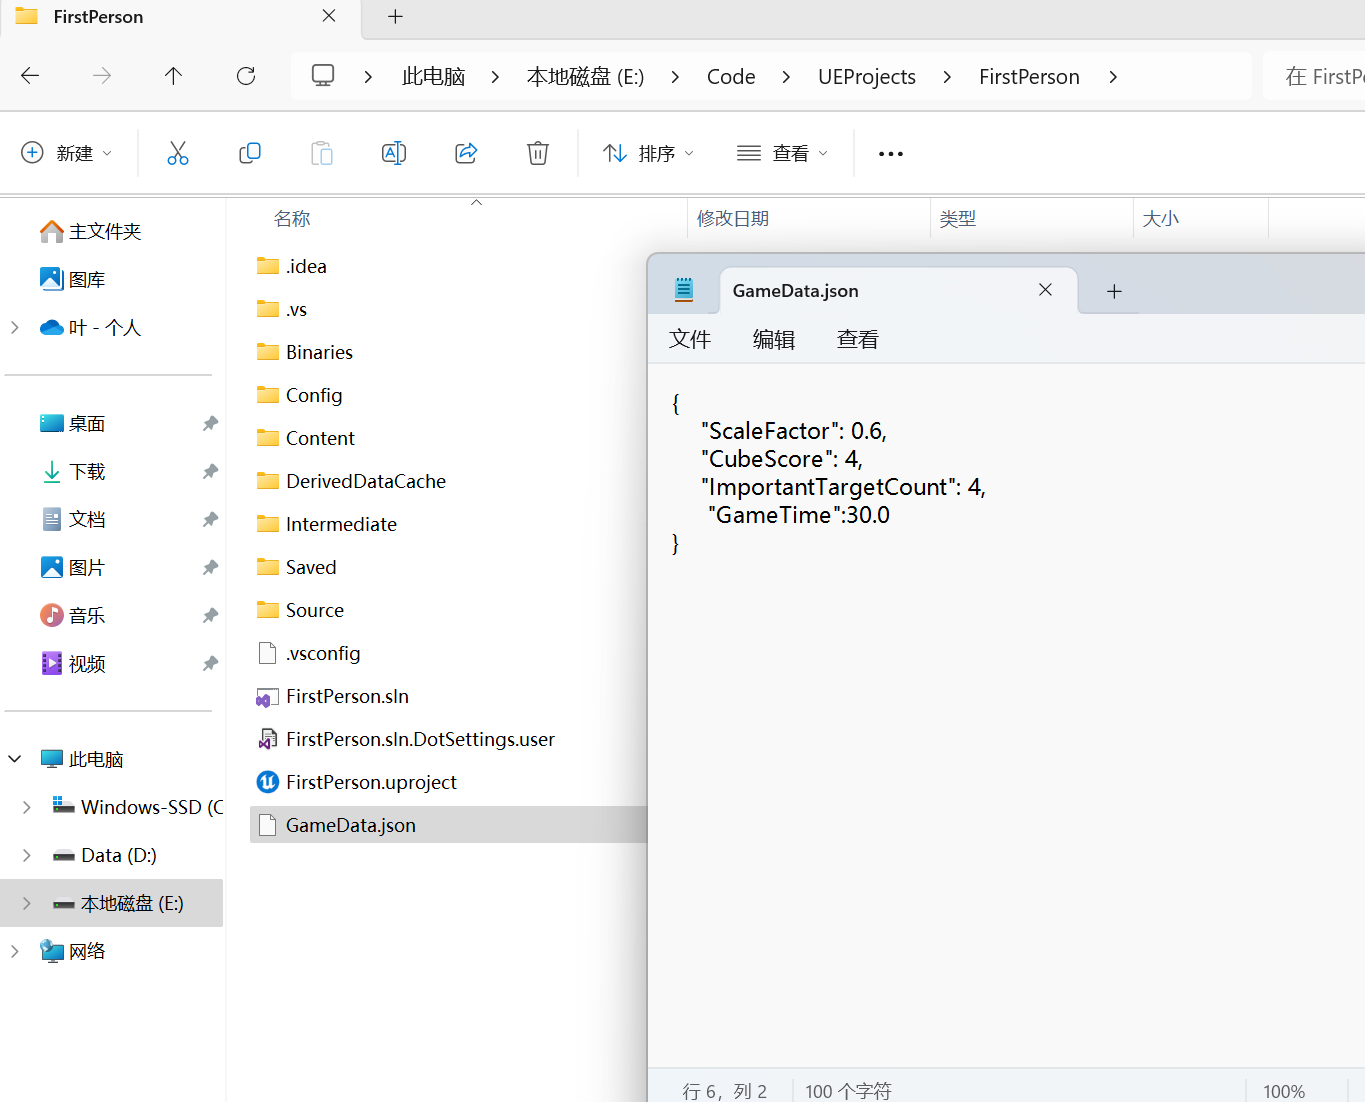 FirstPerson
此电脑
本地磁盘 (E:)
Code
UEProjects
FirstPerson
在 FirstPe
新建
排序
查看
名称
修改日期
类型
大小
主文件夹
图库
叶 - 个人
桌面
下载
文档
图片
音乐
视频
此电脑
Windows-SSD (C
Data (D:)
本地磁盘 (E:)
网络
.idea
.vs
Binaries
Config
Content
DerivedDataCache
Intermediate
Saved
Source
.vsconfig
FirstPerson.sln
FirstPerson.sln.DotSettings.user
FirstPerson.uproject
GameData.json
GameData.json
文件
编辑
查看
{
"ScaleFactor": 0.6,
"CubeScore": 4,
"ImportantTargetCount": 4,
"GameTime":30.0
}
行 6，列 2
100 个字符
100%